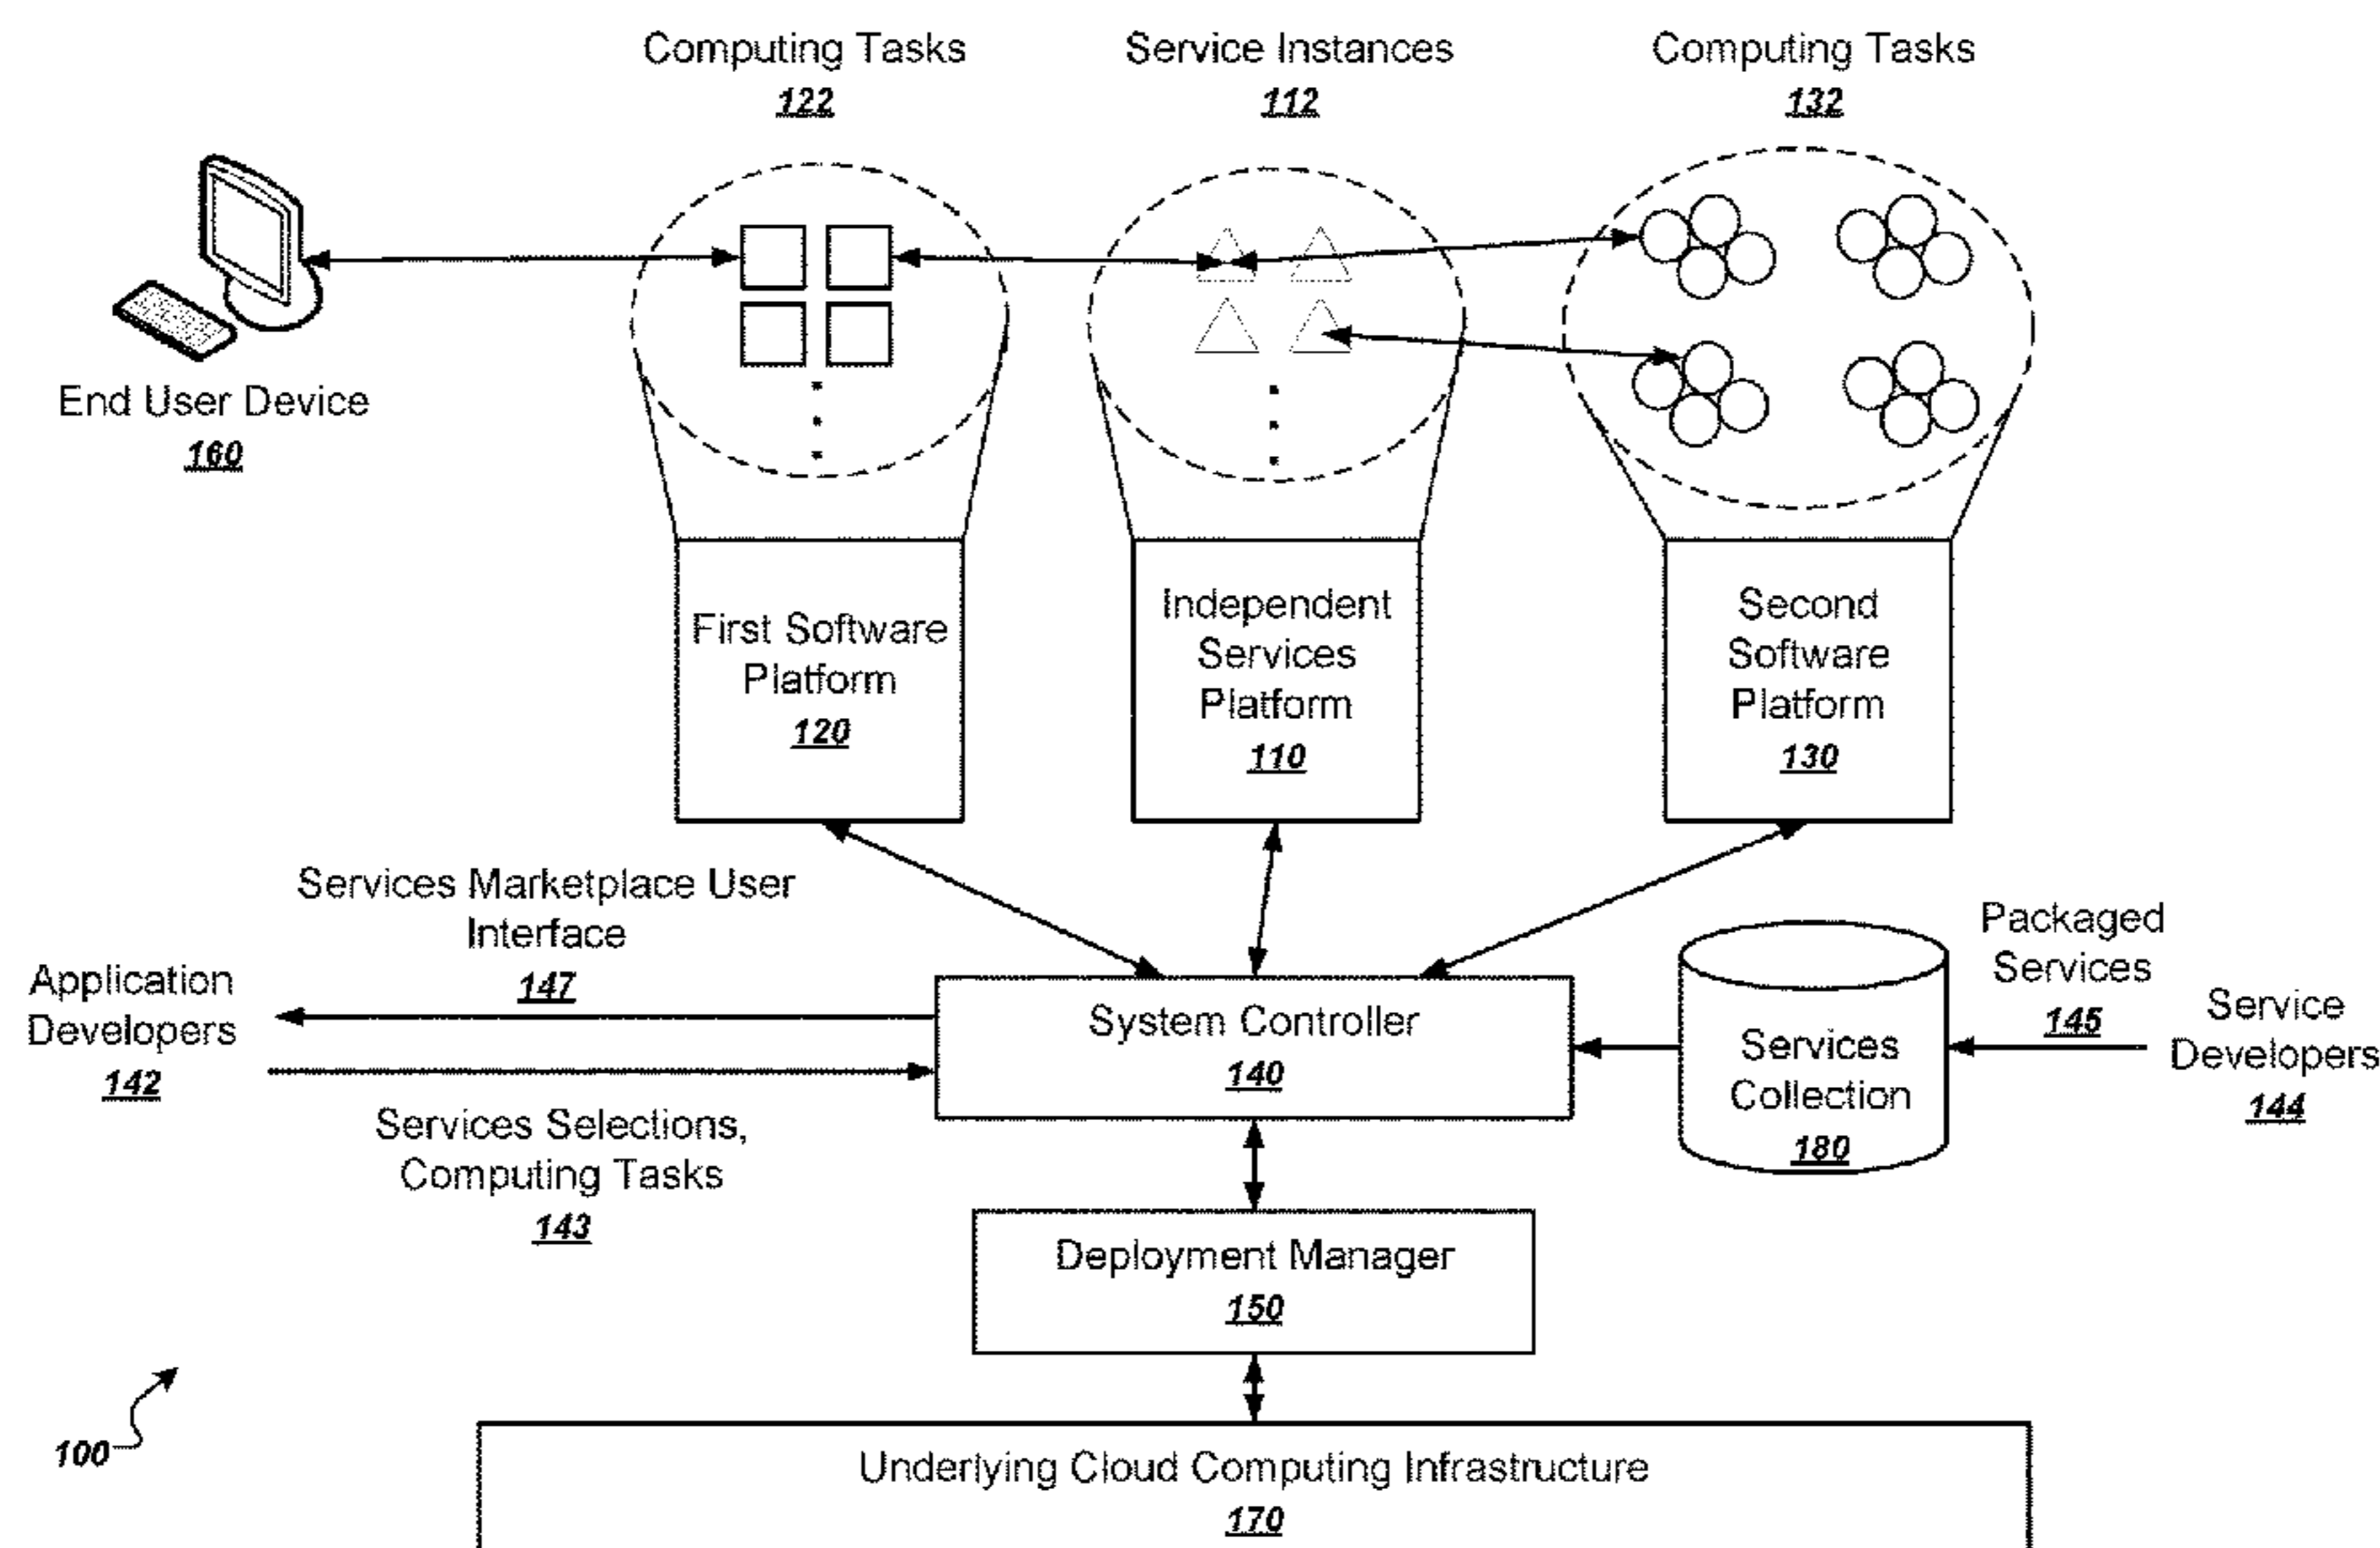 Computing Tasks
122
Service Instances
112
Computing Tasks
132
End User Device
160
First Software
Platform
120
Independent
Services
Platform
110
Second
Software
Platform
130
Services Marketplace User
Interface
147
Application
Developers
142
Services Selections,
Computing Tasks
143
System Controller
140
Services
Collection
180
Packaged
Services
145
Service
Developers
144
Deployment Manager
150
100
Underlying Cloud Computing Infrastructure
170